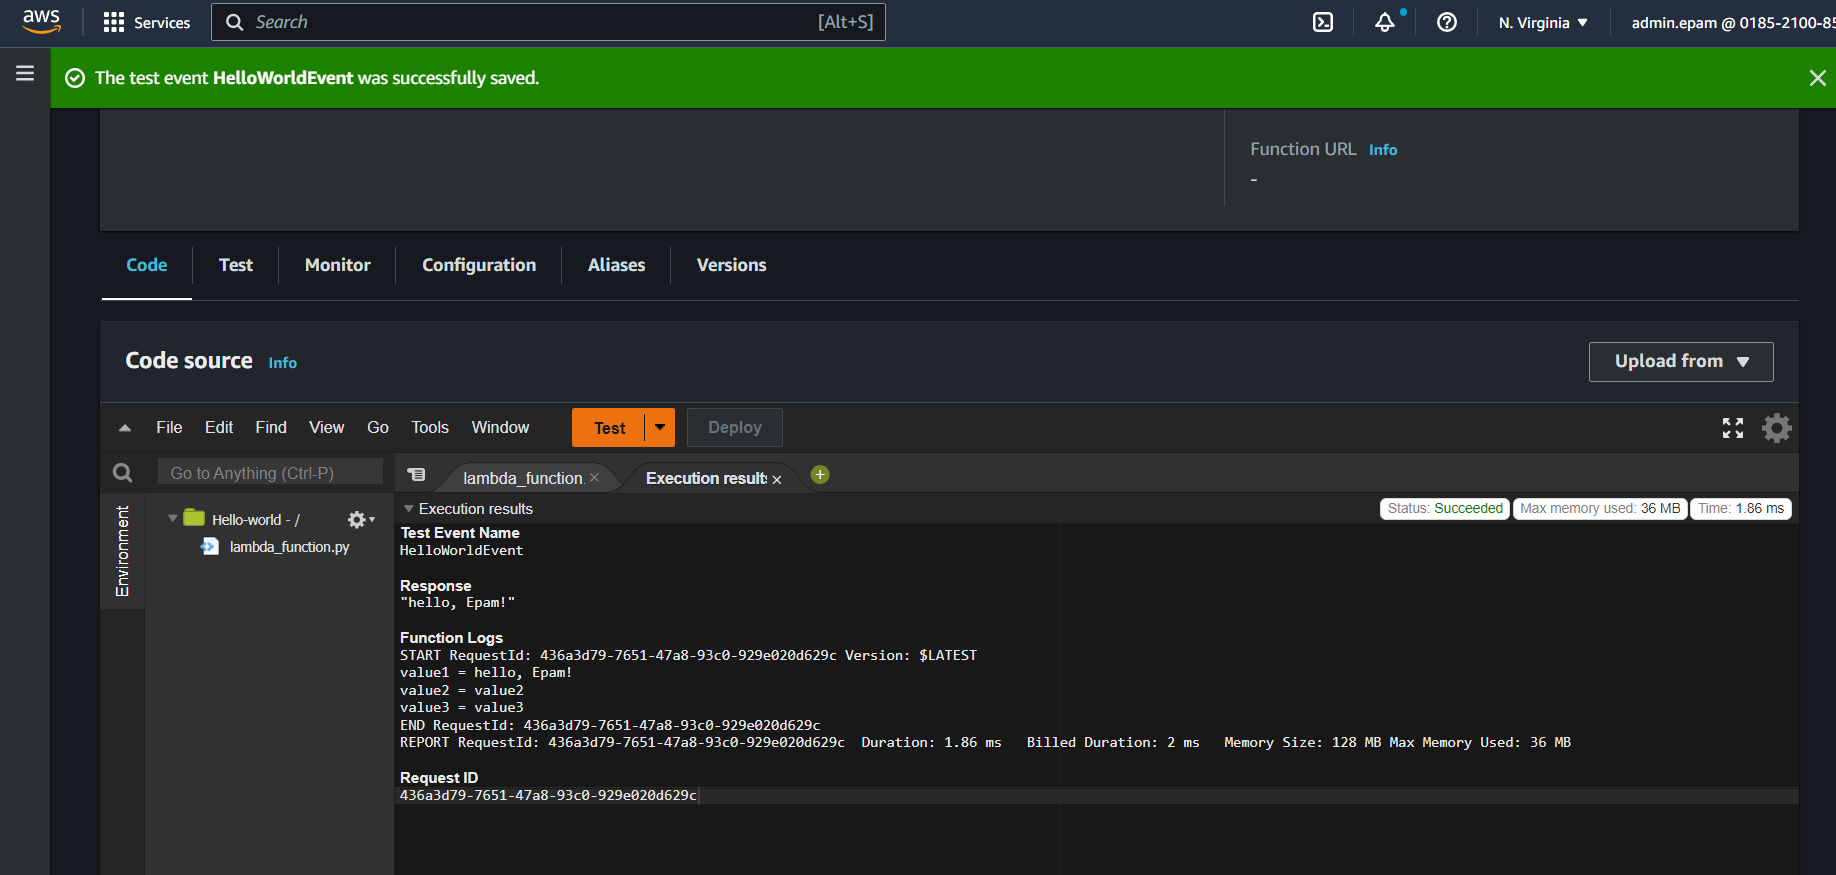 aws
Services
Search
[Alt+S]
N. Virginia
admin.epam @ 0185-2100-85
The test event HelloWorldEvent was successfully saved.
Function URL Info
-
Code
Test
Monitor
Configuration
Aliases
Versions
Code source Info
Upload from
File
Edit
Find
View
Go
Tools
Window
Test
Deploy
Go to Anything (Ctrl-P)
lambda_function.
Execution result:
Environment
Hello-world - /
lambda_function.py
Execution results
Status: Succeeded
Max memory used: 36 MB
Time: 1.86 ms
Test Event Name
HelloWorldEvent
Response
"hello, Epam!"
Function Logs
START RequestId: 436a3d79-7651-47a8-93c0-929e020d629c Version: $LATEST
value1 = hello, Epam!
value2 = value2
value3 = value3
END RequestId: 436a3d79-7651-47a8-93c0-929e020d629c
REPORT RequestId: 436a3d79-7651-47a8-93c0-929e020d629c Duration: 1.86 ms Billed Duration: 2 ms Memory Size: 128 MB Max Memory Used: 36 MB
Request ID
436a3d79-7651-47a8-93c0-929e020d629c